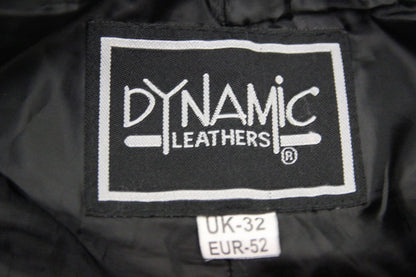 DYNAMIC
LEATHERS
®
UK-32
EUR-52